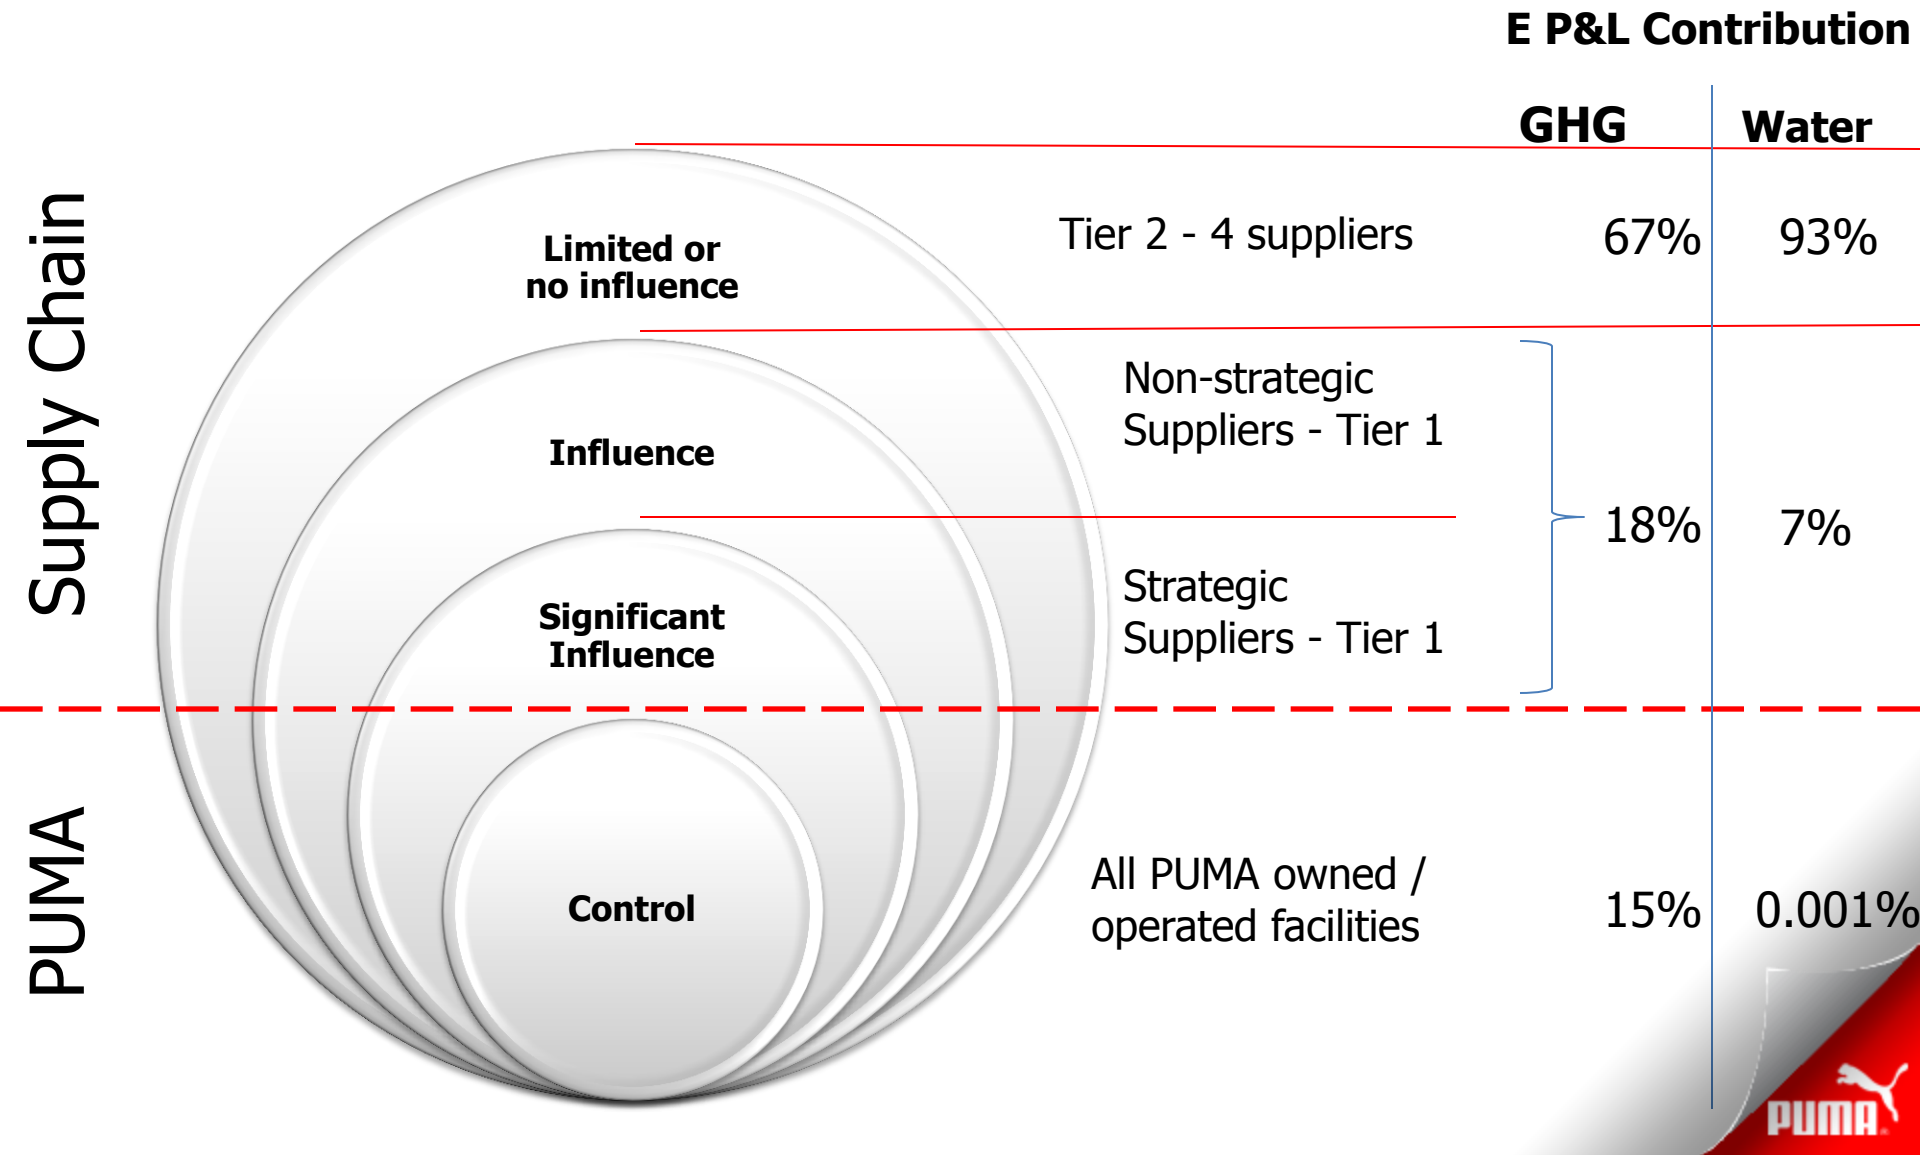 E P&L Contribution
GHG
Water
Supply Chain
Limited or
no influence
Tier 2 - 4 suppliers
67%
93%
Influence
Non-strategic
Suppliers - Tier 1
18%
7%
Significant
Influence
Strategic
Suppliers - Tier 1
PUMA
Control
All PUMA owned /
operated facilities
15%
0.001%
PUMA